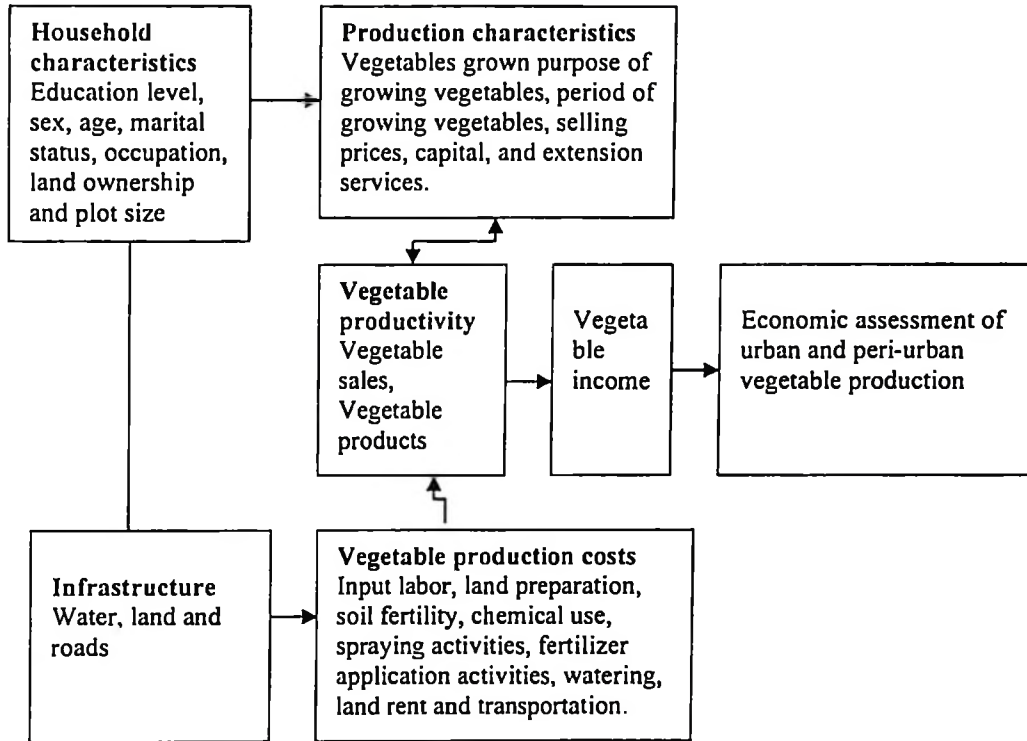 Household
characteristics
Education level,
sex, age, marital
status, occupation,
land ownership
and plot size
Production characteristics
Vegetables grown purpose of
growing vegetables, period of
growing vegetables, selling
prices, capital, and extension
services.
Vegetable
productivity
Vegetable
sales,
Vegetable
products
Vegeta
ble
income
Economic assessment of
urban and peri-urban
vegetable production
Infrastructure
Water, land and
roads
Vegetable production costs
Input labor, land preparation,
soil fertility, chemical use,
spraying activities, fertilizer
application activities, watering,
land rent and transportation.